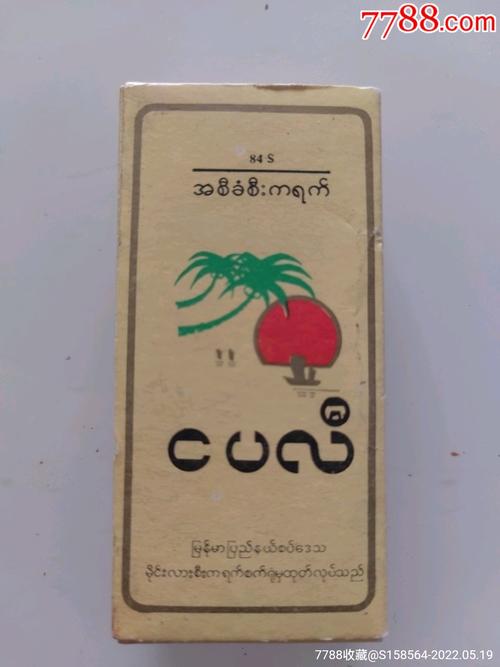 7788.com
84 S
အစီခံစီးကရက်
ငပလီ
မြန်မာပြည်နယ်စပ်ဒေသ
မိုင်းလားစီးကရက်စက်ရုံမှထုတ်လုပ်သည်
7788收藏@S158564-2022.05.19